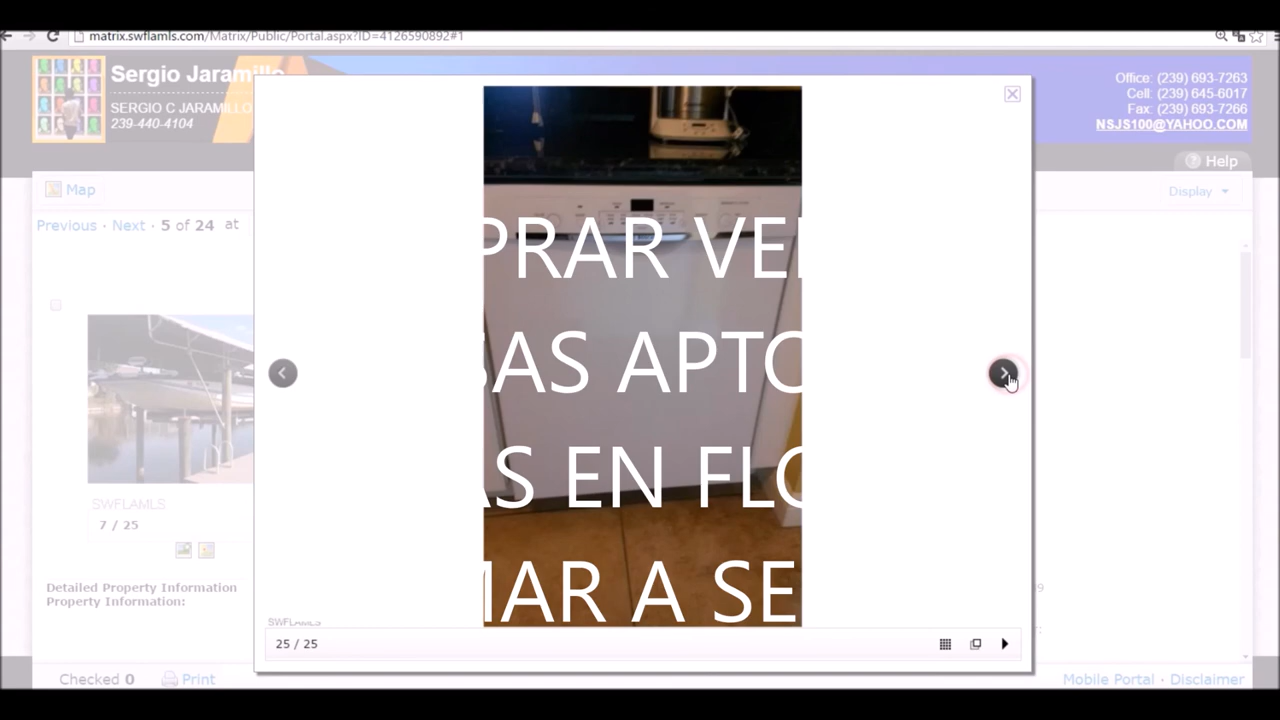 matrix.swflamls.com/Matrix/Public/Portal.aspx?ID=4126590892#1
Sergio Jaramillo
SERGIO C JARAMILLO
239-440-4104
Office: (239) 693-7263
Cell: (239) 645-6017
Fax: (239) 693-7266
NSJS100@YAHOO.COM
Help
Map
Display
Previous · Next · 5 of 24 at
PRAR VE
SAS APTO
AS EN FLO
MAR A SE
SWFLAMLS
7 / 25
Detailed Property Information
Property Information:
SWFLAMLS
25 / 25
Checked 0 Print
Mobile Portal · Disclaimer